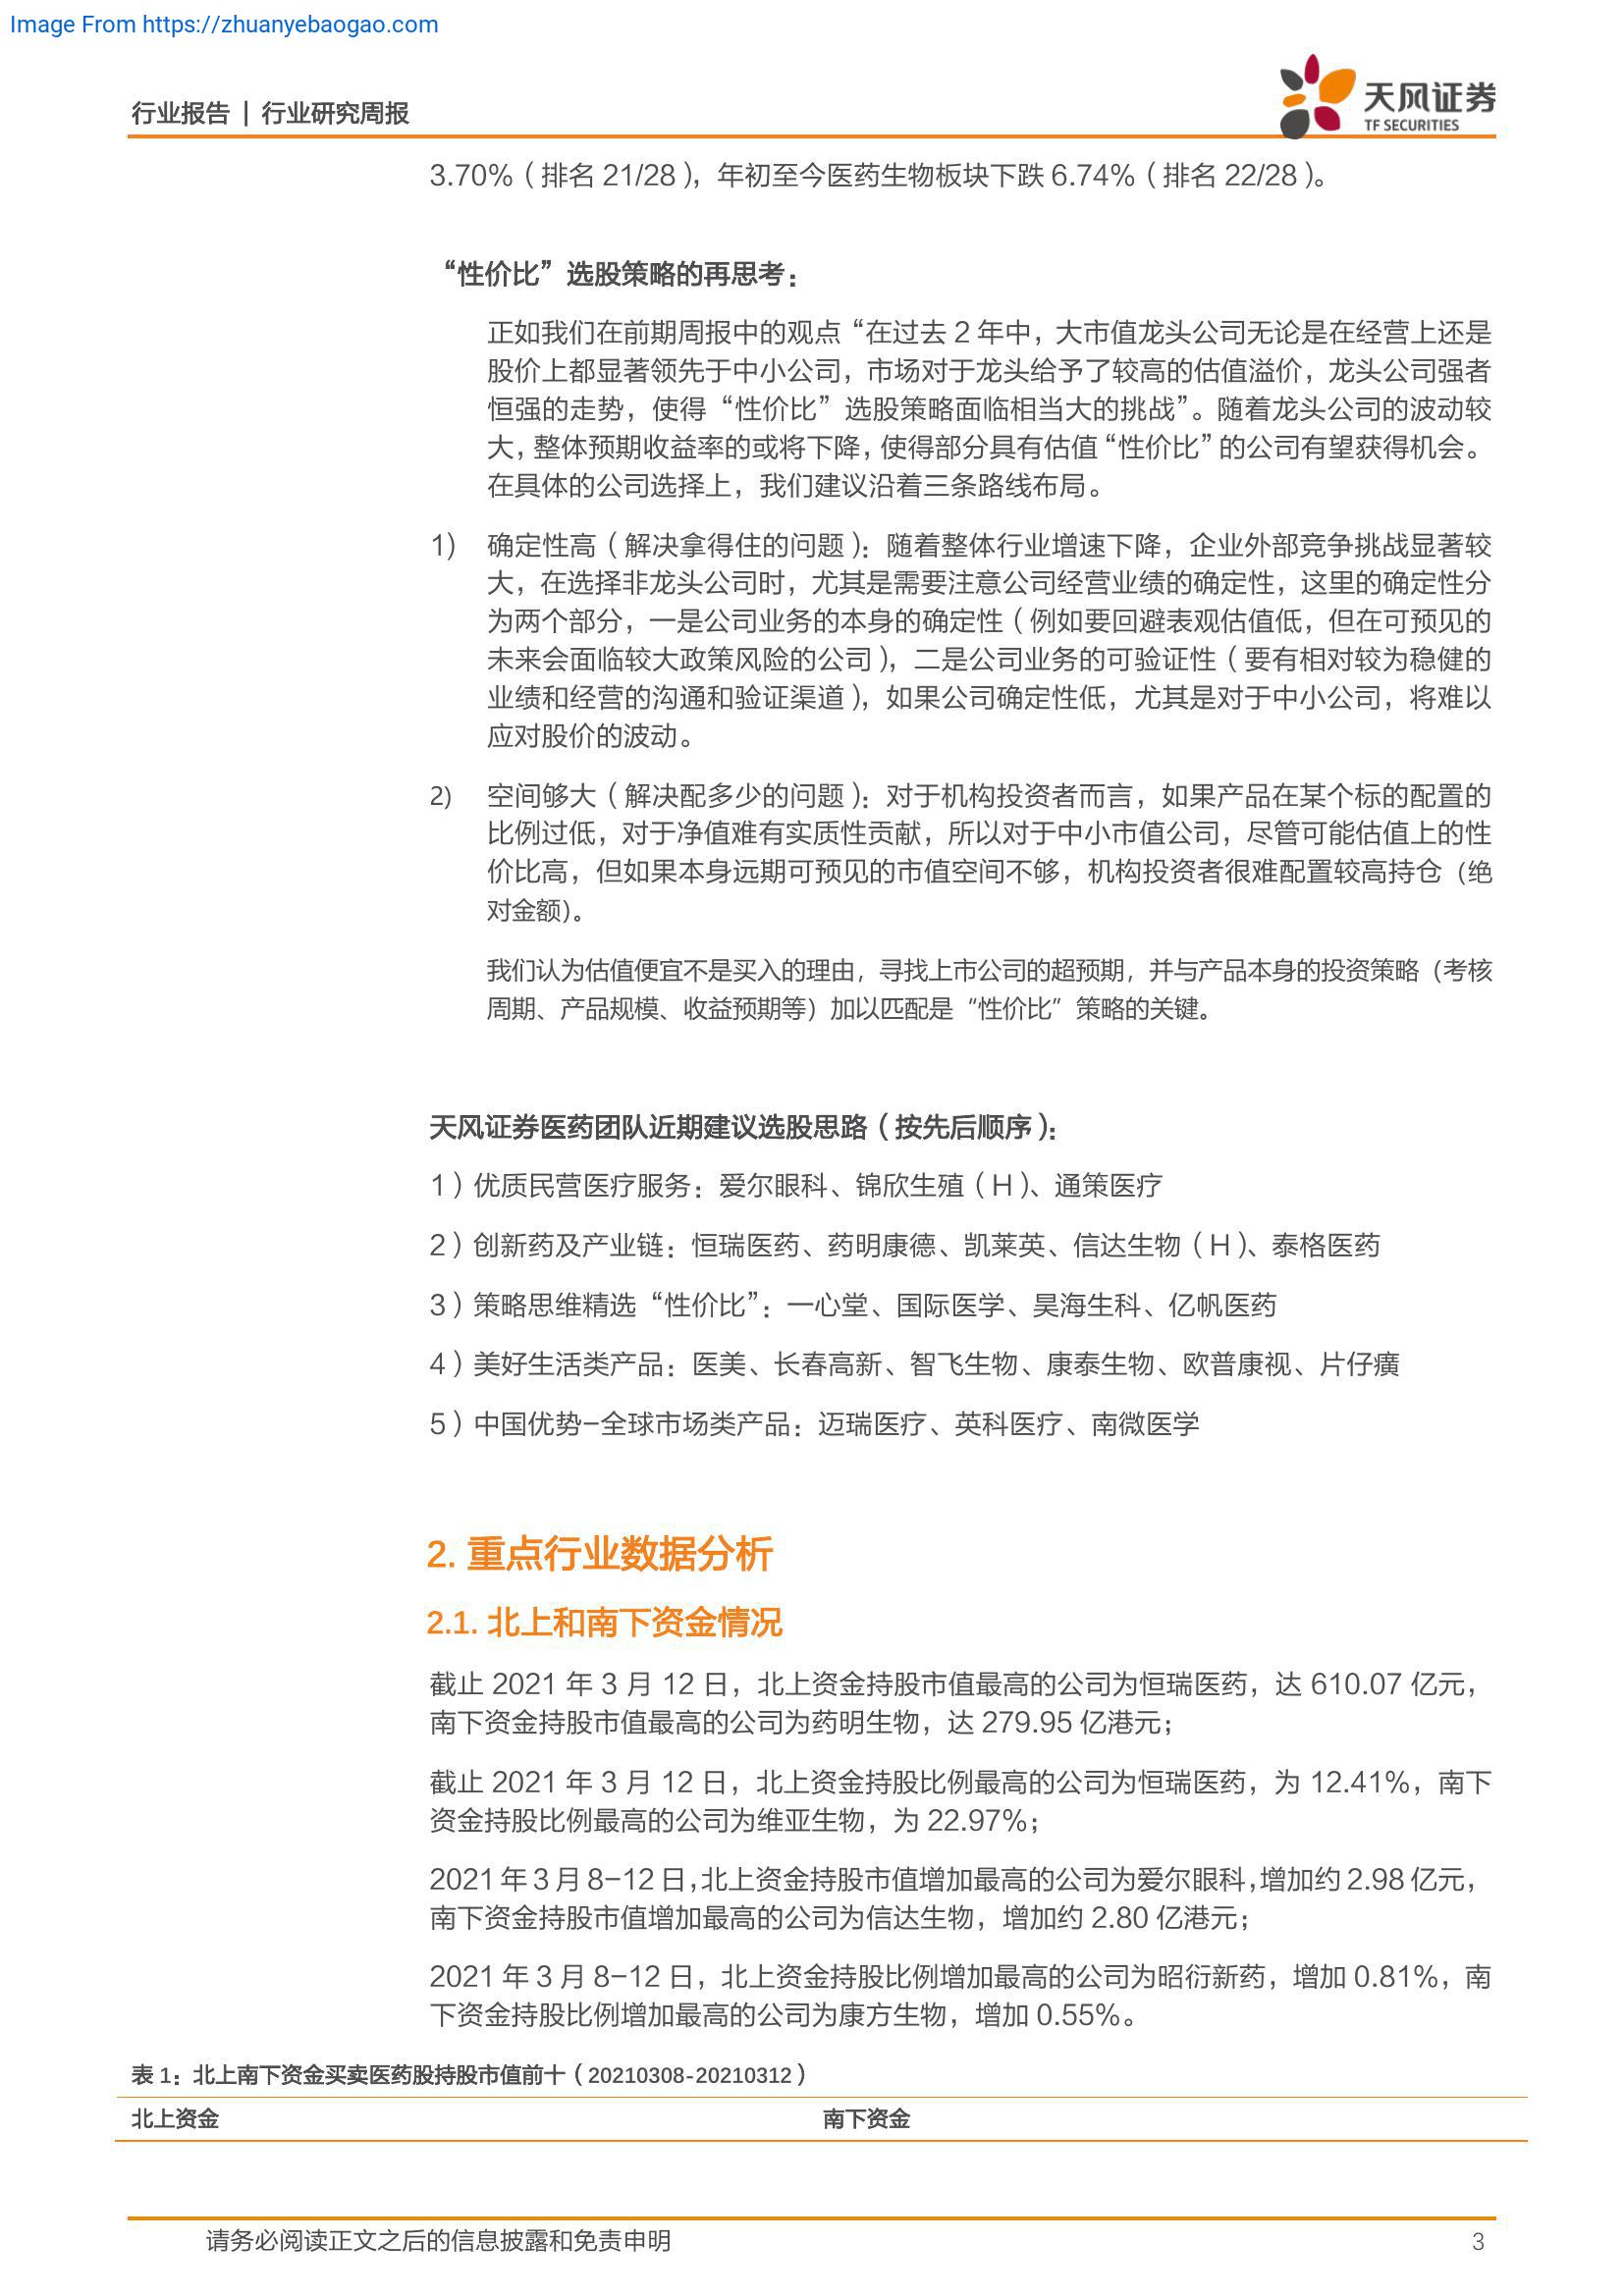 Image From https://zhuanyebaogao.com
行业报告 | 行业研究周报
天风证券
TF SECURITIES
3.70%（排名 21/28），年初至今医药生物板块下跌 6.74%（排名 22/28）。
“性价比”选股策略的再思考：
正如我们在前期周报中的观点“在过去 2 年中，大市值龙头公司无论是在经营上还是
股价上都显著领先于中小公司，市场对于龙头给予了较高的估值溢价，龙头公司强者
恒强的走势，使得“性价比”选股策略面临相当大的挑战”。随着龙头公司的波动较
大，整体预期收益率的或将下降，使得部分具有估值“性价比”的公司有望获得机会。
在具体的公司选择上，我们建议沿着三条路线布局。
1） 确定性高（解决拿得住的问题）：随着整体行业增速下降，企业外部竞争挑战显著较
大，在选择非龙头公司时，尤其是需要注意公司经营业绩的确定性，这里的确定性分
为两个部分，一是公司业务的本身的确定性（例如要回避表观估值低，但在可预见的
未来会面临较大政策风险的公司），二是公司业务的可验证性（要有相对较为稳健的
业绩和经营的沟通和验证渠道），如果公司确定性低，尤其是对于中小公司，将难以
应对股价的波动。
2) 空间够大（解决配多少的问题）：对于机构投资者而言，如果产品在某个标的配置的
比例过低，对于净值难有实质性贡献，所以对于中小市值公司，尽管可能估值上的性
价比高，但如果本身远期可预见的市值空间不够，机构投资者很难配置较高持仓（绝
对金额）。
我们认为估值便宜不是买入的理由，寻找上市公司的超预期，并与产品本身的投资策略（考核
周期、产品规模、收益预期等）加以匹配是“性价比”策略的关键。
天风证券医药团队近期建议选股思路（按先后顺序）：
1）优质民营医疗服务：爱尔眼科、锦欣生殖（H）、通策医疗
2）创新药及产业链：恒瑞医药、药明康德、凯莱英、信达生物（H）、泰格医药
3）策略思维精选“性价比”：一心堂、国际医学、昊海生科、亿帆医药
4）美好生活类产品：医美、长春高新、智飞生物、康泰生物、欧普康视、片仔癀
5）中国优势-全球市场类产品：迈瑞医疗、英科医疗、南微医学
2. 重点行业数据分析
2.1. 北上和南下资金情况
截止 2021 年 3 月 12 日，北上资金持股市值最高的公司为恒瑞医药，达 610.07 亿元，
南下资金持股市值最高的公司为药明生物，达 279.95 亿港元；
截止 2021 年 3 月 12 日，北上资金持股比例最高的公司为恒瑞医药，为 12.41%，南下
资金持股比例最高的公司为维亚生物，为 22.97%；
2021 年 3 月 8-12 日，北上资金持股市值增加最高的公司为爱尔眼科，增加约 2.98 亿元，
南下资金持股市值增加最高的公司为信达生物，增加约 2.80 亿港元；
2021 年 3 月 8-12 日，北上资金持股比例增加最高的公司为昭衍新药，增加 0.81%，南
下资金持股比例增加最高的公司为康方生物，增加 0.55%。
表 1：北上南下资金买卖医药股持股市值前十（20210308-20210312）
北上资金 南下资金
请务必阅读正文之后的信息披露和免责申明 3